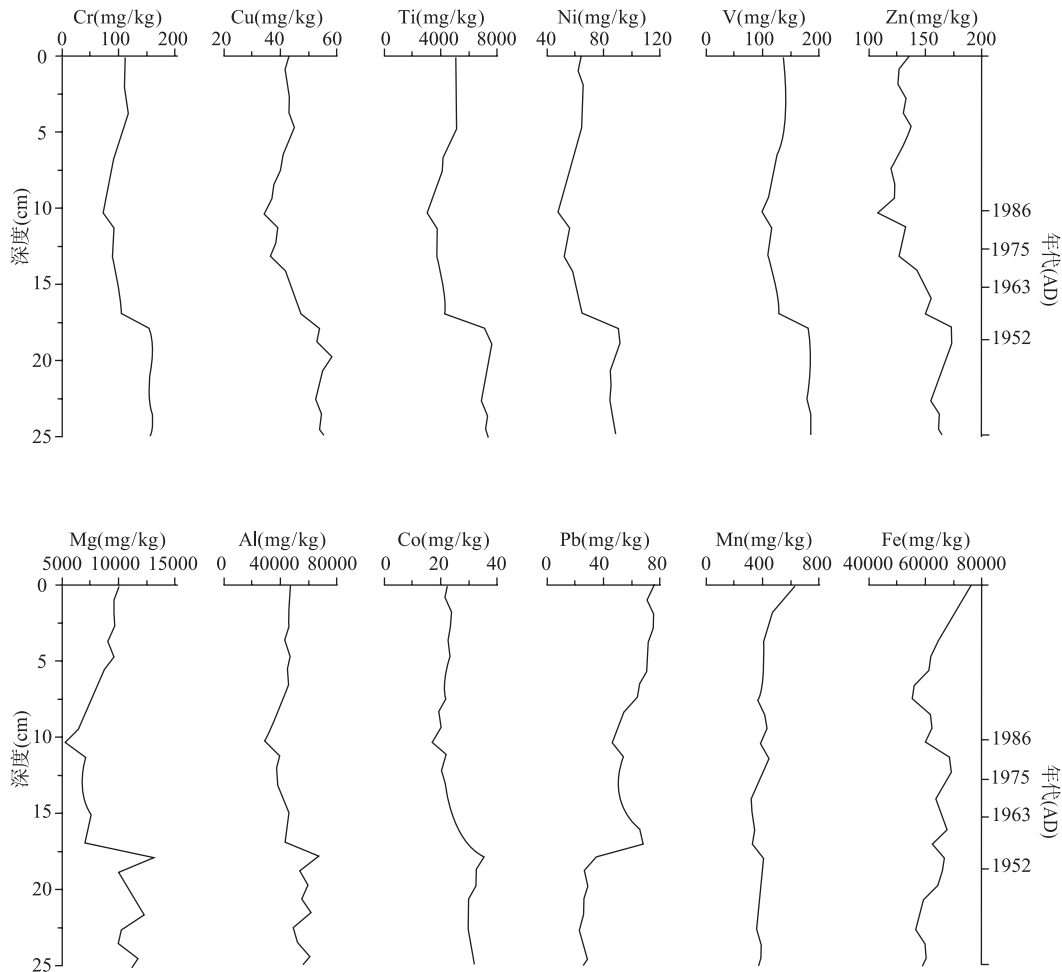 Cr(mg/kg) Cu(mg/kg) Ti(mg/kg) Ni(mg/kg) V(mg/kg) Zn(mg/kg)
0 100 200 20 40 60 0 4000 8000 40 80 120 0 100 200 100 150 200
0
5
10
15
20
25
深度(cm)
1986
1975
1963
1952
年代(AD)
Mg(mg/kg) Al(mg/kg) Co(mg/kg) Pb(mg/kg) Mn(mg/kg) Fe(mg/kg)
5000 10000 15000 0 40000 80000 0 20 40 0 40 80 0 400 800 40000 60000 80000
0
5
10
15
20
25
深度(cm)
1986
1975
1963
1952
年代(AD)